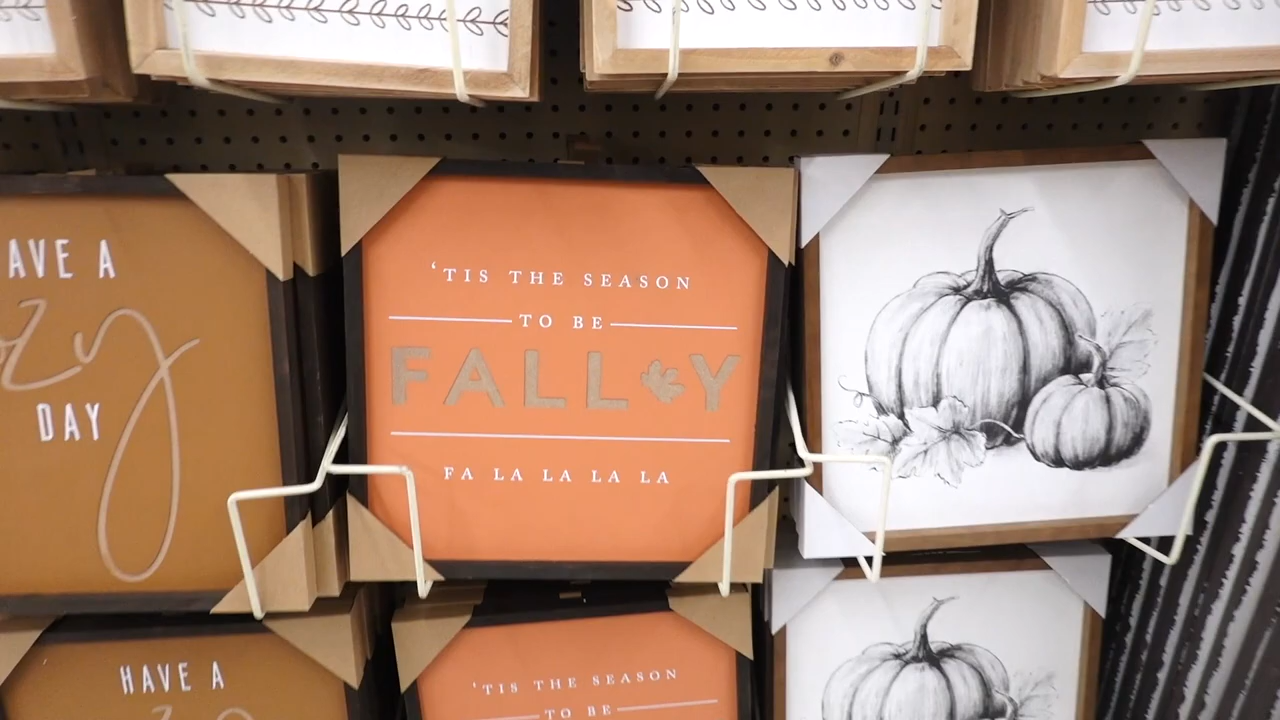 AVE A
zy
DAY
‘TIS THE SEASON
TO BE
FALL Y
FA LA LA LA LA
HAVE A
‘TIS THE SEASON
TO BE